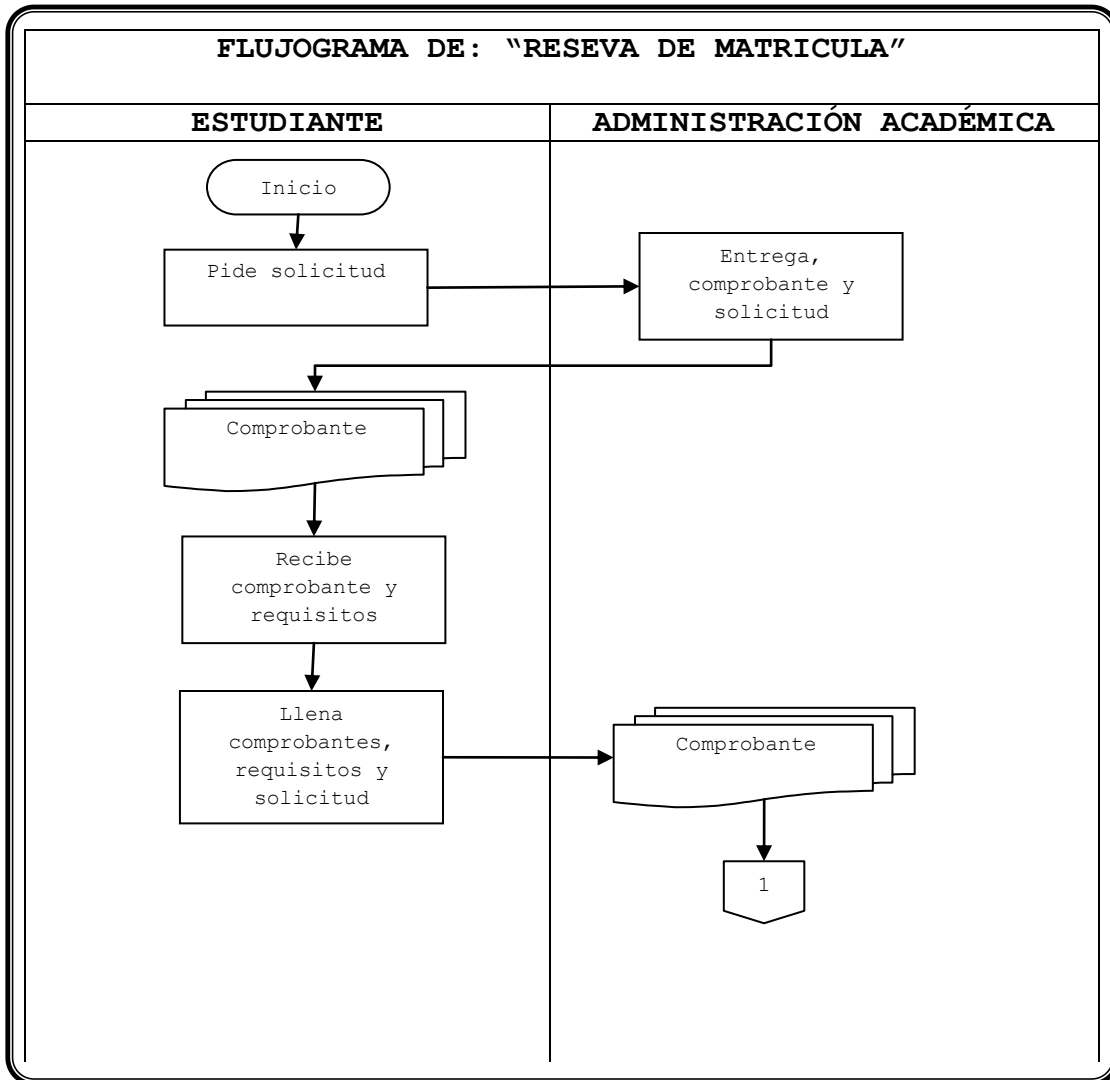 FLUJOGRAMA DE: “RESEVA DE MATRICULA”
ESTUDIANTE
ADMINISTRACIÓN ACADÉMICA
Inicio
Pide solicitud
Entrega,
comprobante y
solicitud
Comprobante
Recibe
comprobante y
requisitos
Llena
comprobantes,
requisitos y
solicitud
Comprobante
1